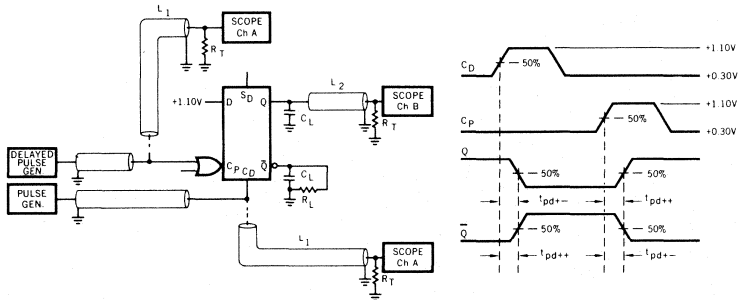 L1
SCOPE
Ch A
RT
SD
+1.10V
D
Q
L2
SCOPE
Ch B
CL
RT
DELAYED
PULSE
GEN
CP
CD
Q
CL
RL
PULSE
GEN.
L1
SCOPE
Ch A
RT
CD
50%
+1.10V
+0.30V
CP
50%
+1.10V
+0.30V
Q
50%
50%
tpd+-
tpd++
Q
50%
50%
tpd++
tpd+-